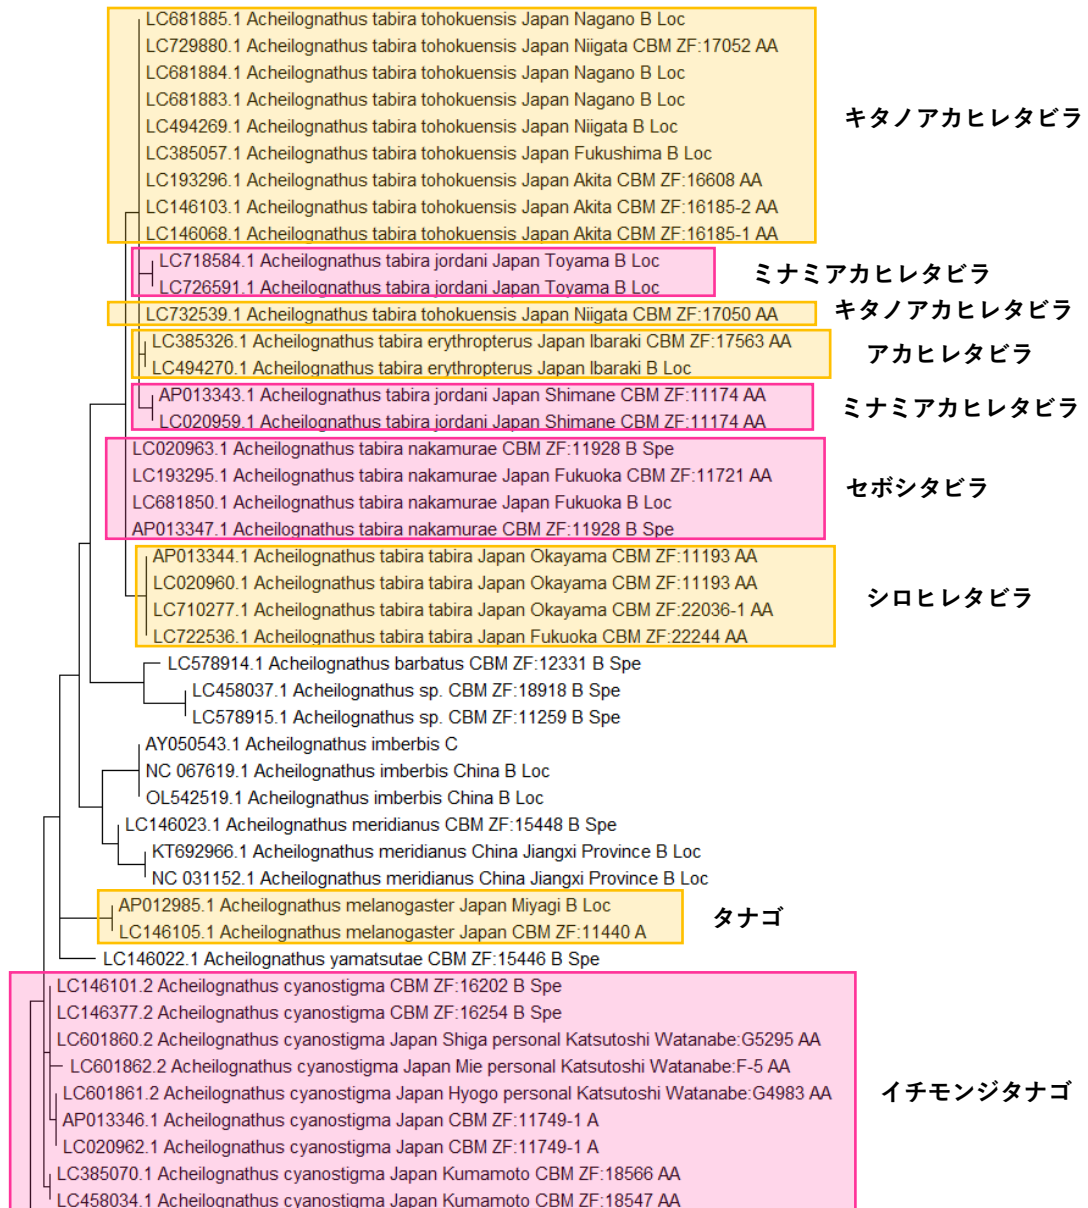 LC681885.1 Acheilognathus tabira tohokuensis Japan Nagano B Loc
LC729880.1 Acheilognathus tabira tohokuensis Japan Niigata CBM ZF:17052 AA
LC681884.1 Acheilognathus tabira tohokuensis Japan Nagano B Loc
LC681883.1 Acheilognathus tabira tohokuensis Japan Nagano B Loc
キタノアカヒレタビラ
LC494269.1 Acheilognathus tabira tohokuensis Japan Niigata B Loc
LC385057.1 Acheilognathus tabira tohokuensis Japan Fukushima B Loc
LC193296.1 Acheilognathus tabira tohokuensis Japan Akita CBM ZF:16608 AA
LC146103.1 Acheilognathus tabira tohokuensis Japan Akita CBM ZF:16185-2 AA
LC146068.1 Acheilognathus tabira tohokuensis Japan Akita CBM ZF:16185-1 AA
LC718584.1 Acheilognathus tabira jordani Japan Toyama B Loc
ミナミアカヒレタビラ
LC726591.1 Acheilognathus tabira jordani Japan Toyama B Loc
LC732539.1 Acheilognathus tabira tohokuensis Japan Niigata CBM ZF:17050 AA
キタノアカヒレタビラ
LC385326.1 Acheilognathus tabira erythropterus Japan Ibaraki CBM ZF:17563 AA
アカヒレタビラ
LC494270.1 Acheilognathus tabira erythropterus Japan Ibaraki B Loc
AP013343.1 Acheilognathus tabira jordani Japan Shimane CBM ZF:11174 AA
ミナミアカヒレタビラ
LC020959.1 Acheilognathus tabira jordani Japan Shimane CBM ZF:11174 AA
LC020963.1 Acheilognathus tabira nakamurae CBM ZF:11928 B Spe
LC193295.1 Acheilognathus tabira nakamurae Japan Fukuoka CBM ZF:11721 AA
セボシタビラ
LC681850.1 Acheilognathus tabira nakamurae Japan Fukuoka B Loc
AP013347.1 Acheilognathus tabira nakamurae CBM ZF:11928 B Spe
AP013344.1 Acheilognathus tabira tabira Japan Okayama CBM ZF:11193 AA
LC020960.1 Acheilognathus tabira tabira Japan Okayama CBM ZF:11193 AA
シロヒレタビラ
LC710277.1 Acheilognathus tabira tabira Japan Okayama CBM ZF:22036-1 AA
LC722536.1 Acheilognathus tabira tabira Japan Fukuoka CBM ZF:22244 AA
LC578914.1 Acheilognathus barbatus CBM ZF:12331 B Spe
LC458037.1 Acheilognathus sp. CBM ZF:18918 B Spe
LC578915.1 Acheilognathus sp. CBM ZF:11259 B Spe
AY050543.1 Acheilognathus imberbis C
NC 067619.1 Acheilognathus imberbis China B Loc
OL542519.1 Acheilognathus imberbis China B Loc
LC146023.1 Acheilognathus meridianus CBM ZF:15448 B Spe
KT692966.1 Acheilognathus meridianus China Jiangxi Province B Loc
NC 031152.1 Acheilognathus meridianus China Jiangxi Province B Loc
AP012985.1 Acheilognathus melanogaster Japan Miyagi B Loc
タナゴ
LC146105.1 Acheilognathus melanogaster Japan CBM ZF:11440 A
LC146022.1 Acheilognathus yamatsutae CBM ZF:15446 B Spe
LC146101.2 Acheilognathus cyanostigma CBM ZF:16202 B Spe
LC146377.2 Acheilognathus cyanostigma CBM ZF:16254 B Spe
LC601860.2 Acheilognathus cyanostigma Japan Shiga personal Katsutoshi Watanabe:G5295 AA
LC601862.2 Acheilognathus cyanostigma Japan Mie personal Katsutoshi Watanabe:F-5 AA
LC601861.2 Acheilognathus cyanostigma Japan Hyogo personal Katsutoshi Watanabe:G4983 AA
イチモンジタナゴ
AP013346.1 Acheilognathus cyanostigma Japan CBM ZF:11749-1 A
LC020962.1 Acheilognathus cyanostigma Japan CBM ZF:11749-1 A
LC385070.1 Acheilognathus cyanostigma Japan Kumamoto CBM ZF:18566 AA
LC458034.1 Acheilognathus cyanostigma Japan Kumamoto CBM ZF:18547 AA